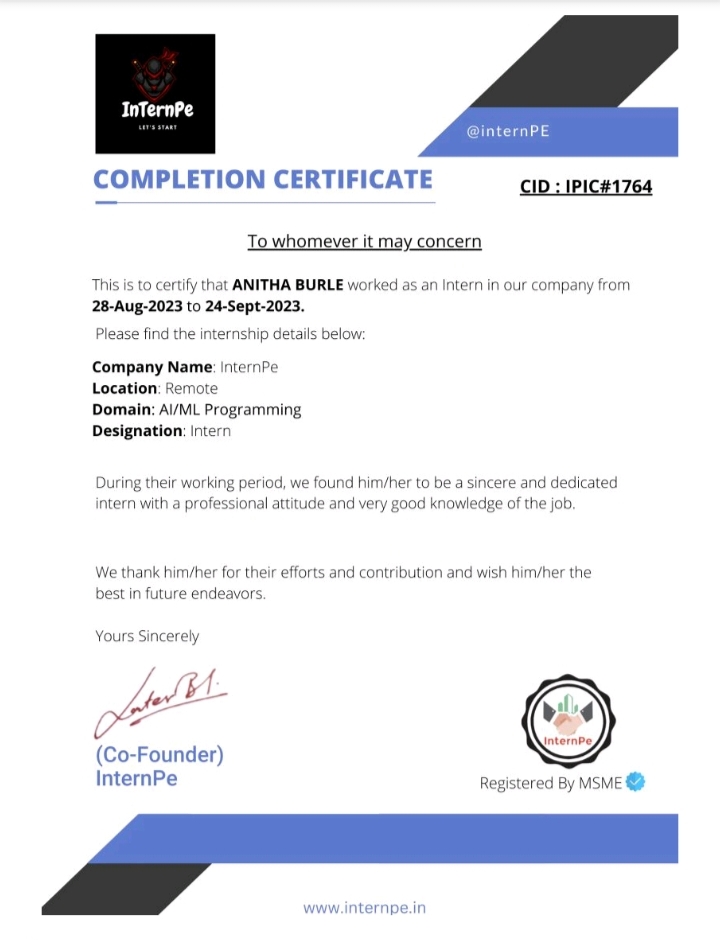 InTernPe
LET'S START
@internPE
COMPLETION CERTIFICATE
CID : IPIC#1764
To whomever it may concern
This is to certify that ANITHA BURLE worked as an Intern in our company from
28-Aug-2023 to 24-Sept-2023.
Please find the internship details below:
Company Name: InternPe
Location: Remote
Domain: AI/ML Programming
Designation: Intern
During their working period, we found him/her to be a sincere and dedicated
intern with a professional attitude and very good knowledge of the job.
We thank him/her for their efforts and contribution and wish him/her the
best in future endeavors.
Yours Sincerely
(Co-Founder)
InternPe
InternPe
Registered By MSME
www.internpe.in